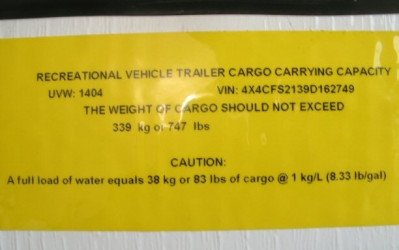 RECREATIONAL VEHICLE TRAILER CARGO CARRYING CAPACITY
UVW: 1404 VIN: 4X4CFS2139D162749
THE WEIGHT OF CARGO SHOULD NOT EXCEED
339 kg or 747 lbs
CAUTION:
A full load of water equals 38 kg or 83 lbs of cargo @ 1 kg/L (8.33 lb/gal)